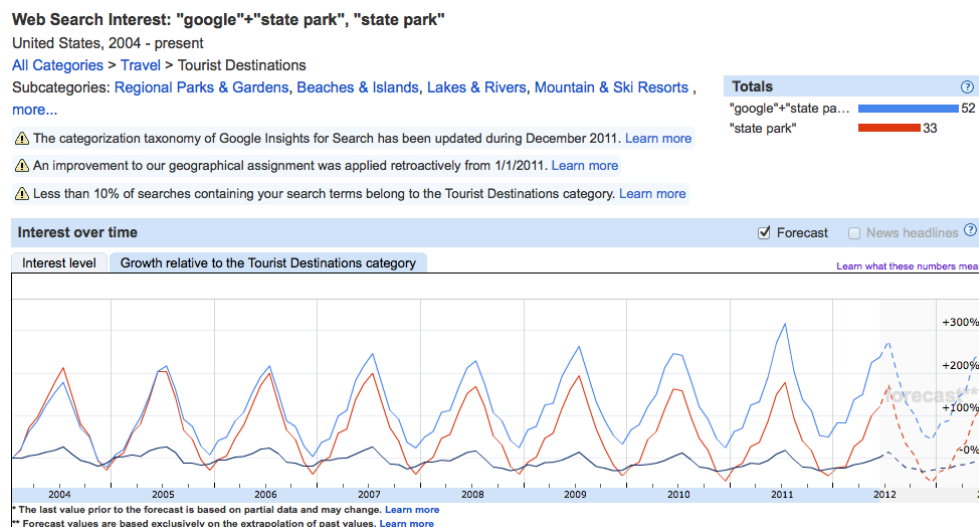 Web Search Interest: "google"+"state park", "state park"
United States, 2004 - present
All Categories > Travel > Tourist Destinations
Subcategories: Regional Parks & Gardens, Beaches & Islands, Lakes & Rivers, Mountain & Ski Resorts ,
more...
Totals
"google"+"state pa... 52
"state park" 33
The categorization taxonomy of Google Insights for Search has been updated during December 2011. Learn more
An improvement to our geographical assignment was applied retroactively from 1/1/2011. Learn more
Less than 10% of searches containing your search terms belong to the Tourist Destinations category. Learn more
Interest over time
Forecast News headlines
Interest level Growth relative to the Tourist Destinations category
Learn what these numbers mea
+300%
+200%
forecast**
+100%
-0%
2004 2005 2006 2007 2008 2009 2010 2011 2012 2
* The last value prior to the forecast is based on partial data and may change. Learn more
** Forecast values are based exclusively on the extrapolation of past values. Learn more